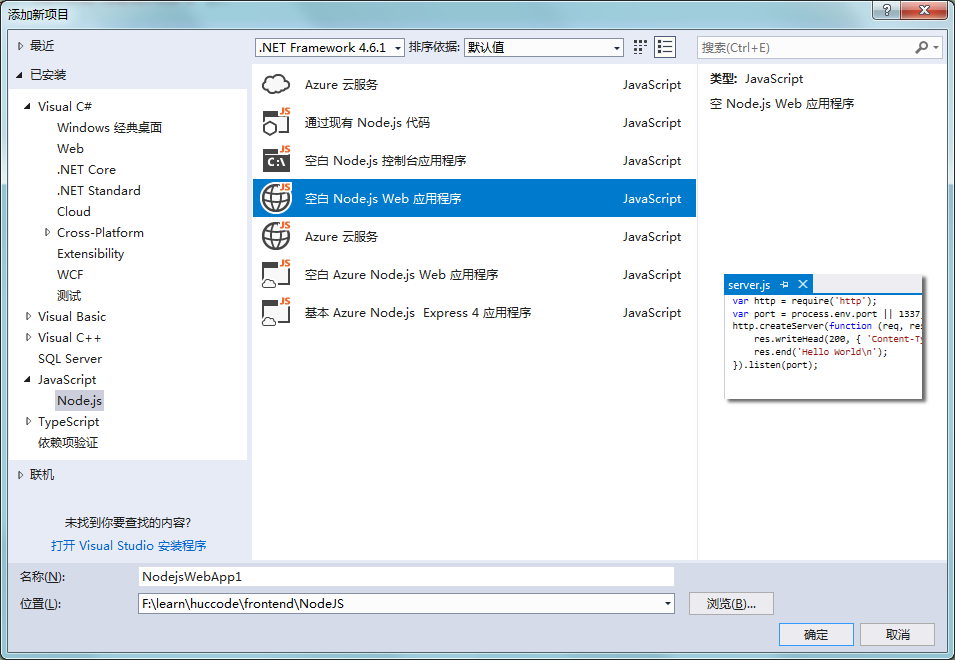 添加新项目
最近
.NET Framework 4.6.1 排序依据: 默认值
搜索(Ctrl+E)
已安装
Visual C#
Windows 经典桌面
Web
.NET Core
.NET Standard
Cloud
Cross-Platform
Extensibility
WCF
测试
Visual Basic
Visual C++
SQL Server
JavaScript
Node.js
TypeScript
依赖项验证
联机
未找到你要查找的内容?
打开 Visual Studio 安装程序
Azure 云服务 JavaScript
JS 通过现有 Node.js 代码 JavaScript
JS C:\ 空白 Node.js 控制台应用程序 JavaScript
JS 空白 Node.js Web 应用程序 JavaScript
JS Azure 云服务 JavaScript
JS 空白 Azure Node.js Web 应用程序 JavaScript
JS 基本 Azure Node.js Express 4 应用程序 JavaScript
类型: JavaScript
空 Node.js Web 应用程序
server.js
var http = require('http');
var port = process.env.port || 1337
http.createServer(function (req, re
res.writeHead(200, { 'Content-Ty
res.end('Hello World\n');
}).listen(port);
名称(N): NodejsWebApp1
位置(L): F:\learn\huccode\frontend\NodeJS 浏览(B)...
确定 取消